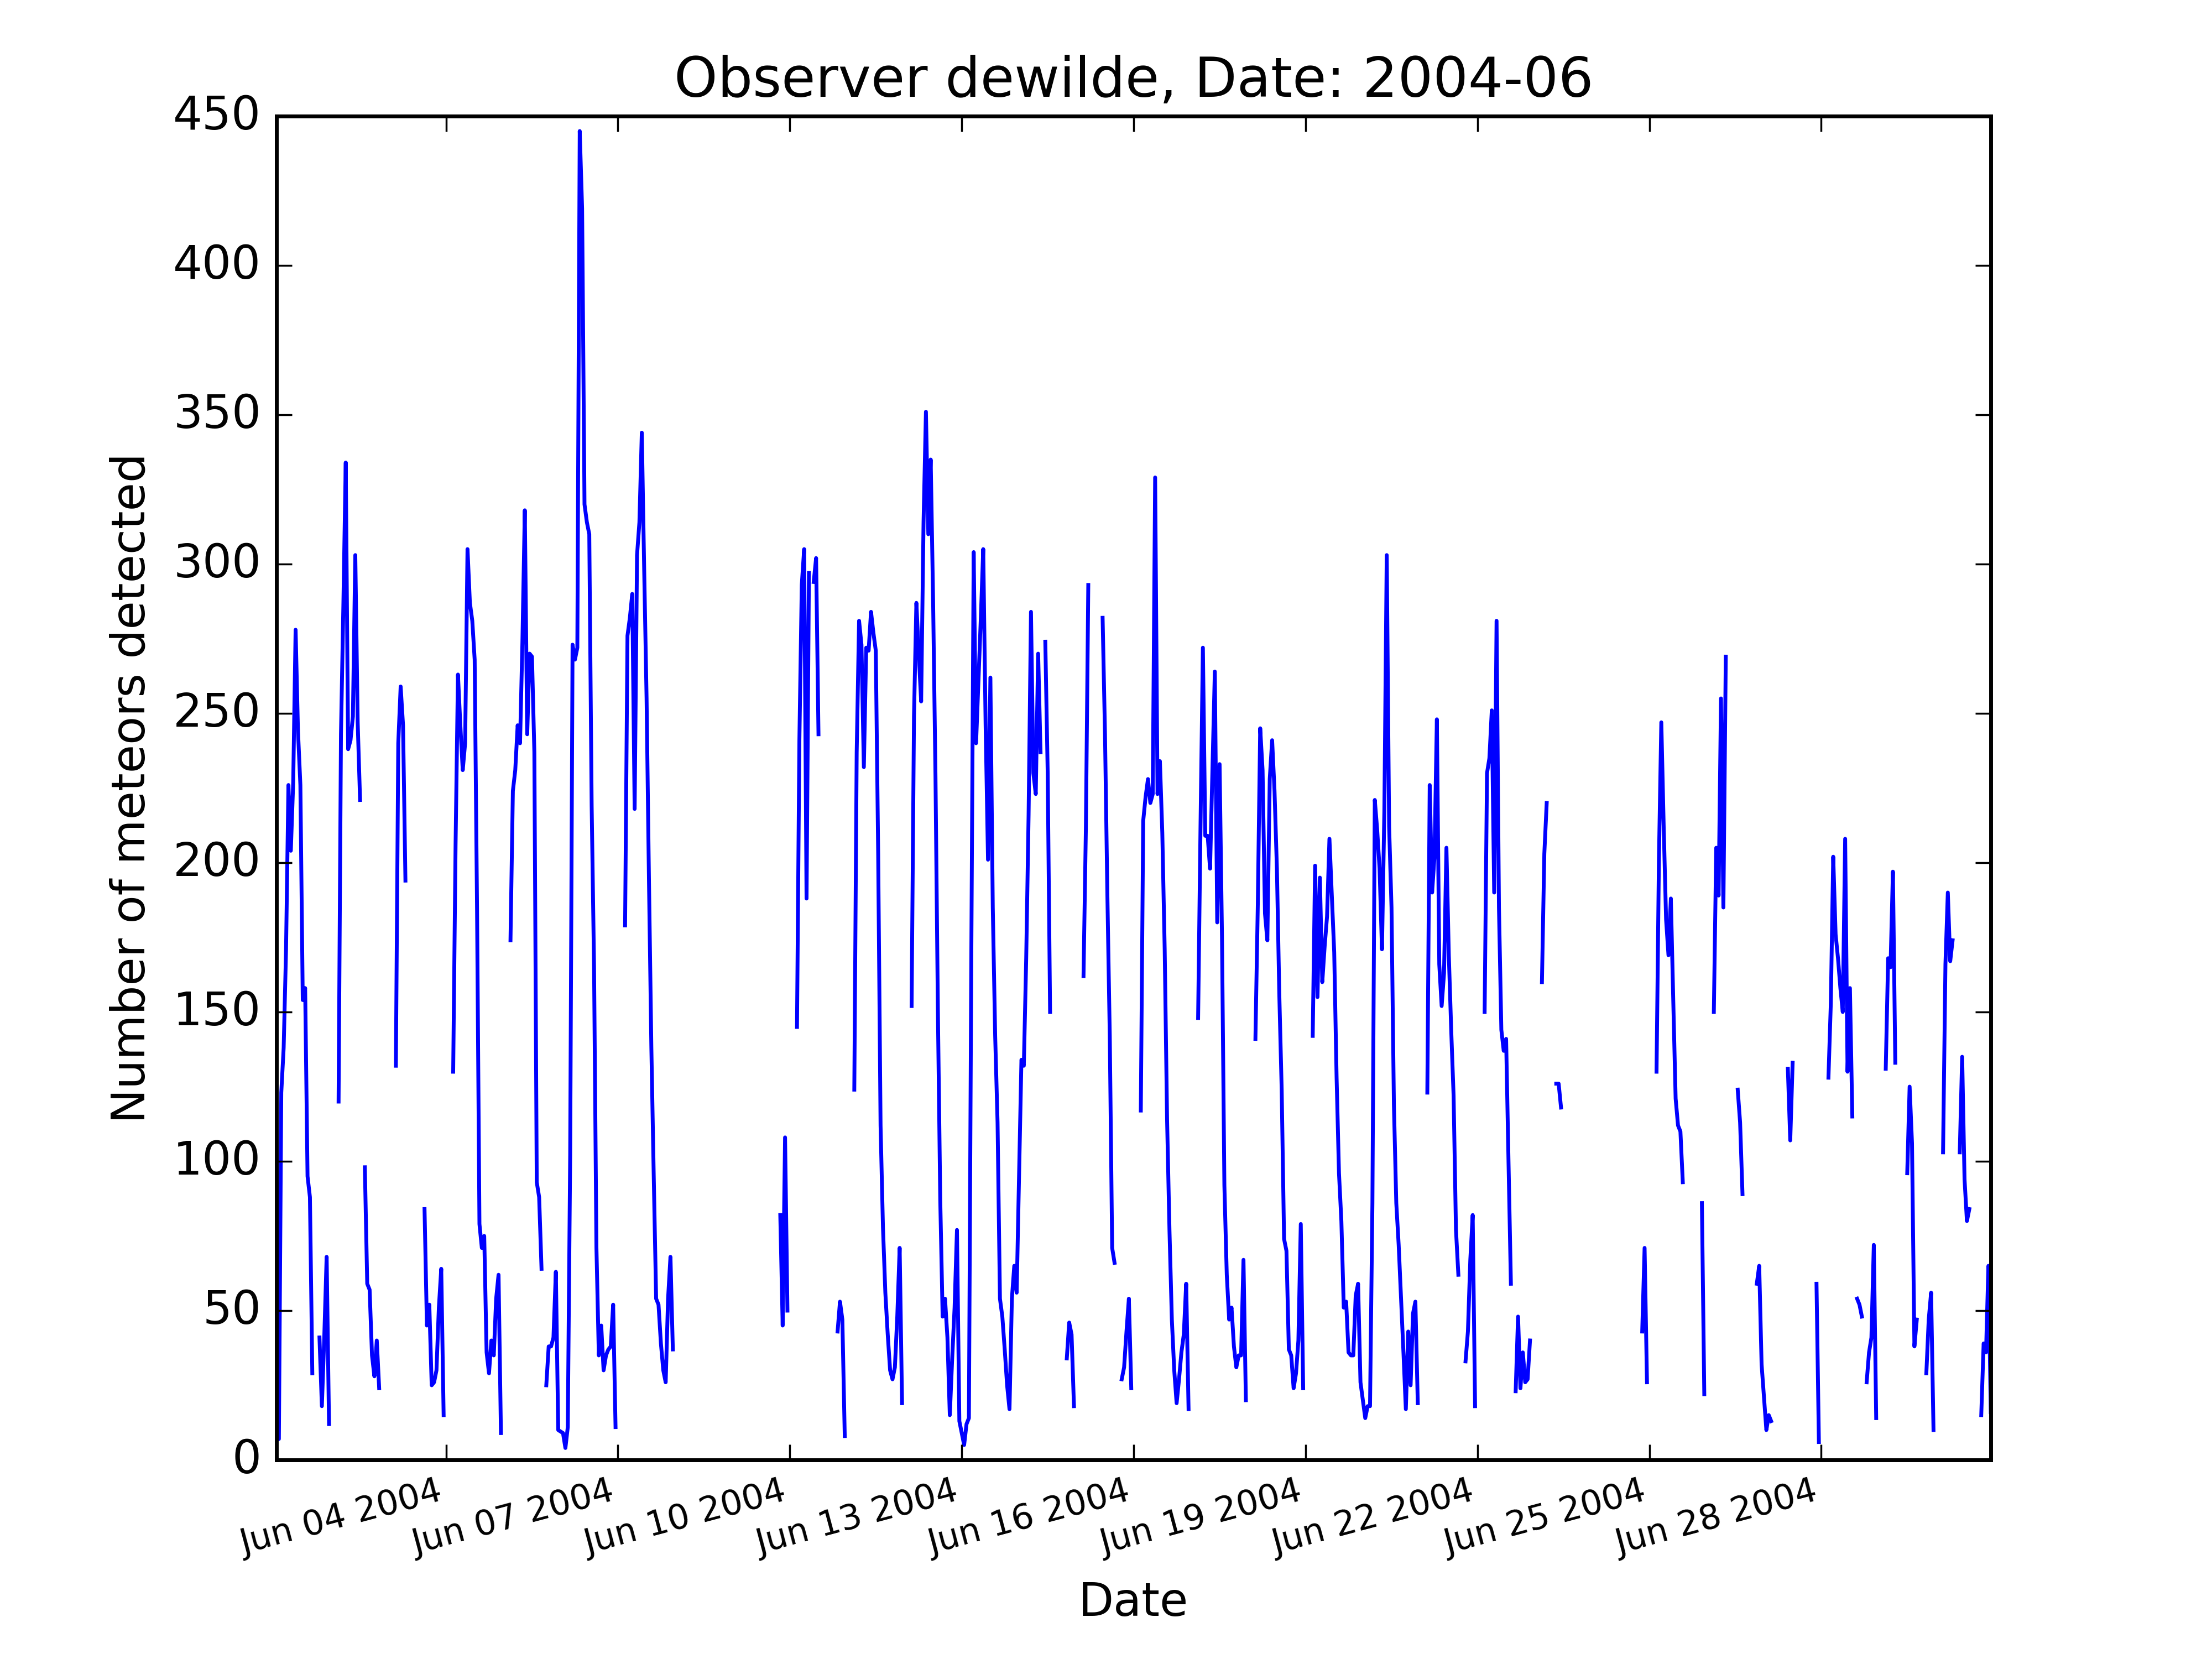 Observer dewilde, Date: 2004-06
Number of meteors detected
450
400
350
300
250
200
150
100
50
0
Jun 04 2004
Jun 07 2004
Jun 10 2004
Jun 13 2004
Jun 16 2004
Jun 19 2004
Jun 22 2004
Jun 25 2004
Jun 28 2004
Date